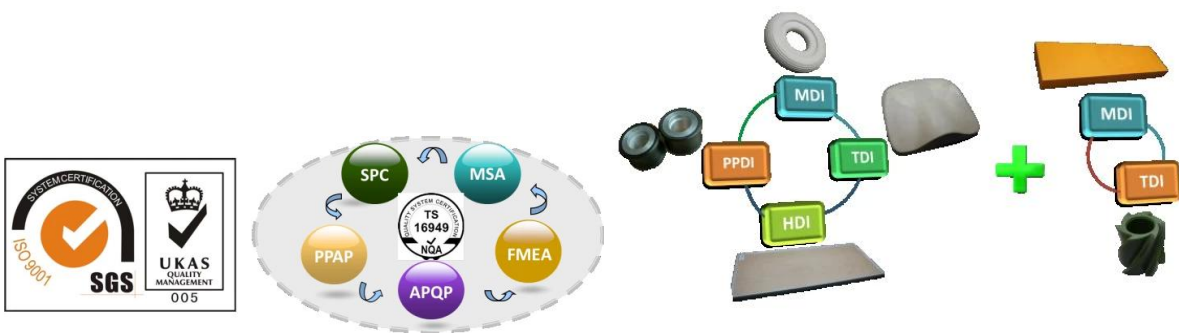 SYSTEM CERTIFICATION
ISO 9001
SGS
UKAS
QUALITY
MANAGEMENT
005
SPC
MSA
PPAP
FMEA
APQP
QUALITY SYSTEM CERTIFICATION
TS
16949
NQA
MDI
PPDI
TDI
HDI
MDI
TDI